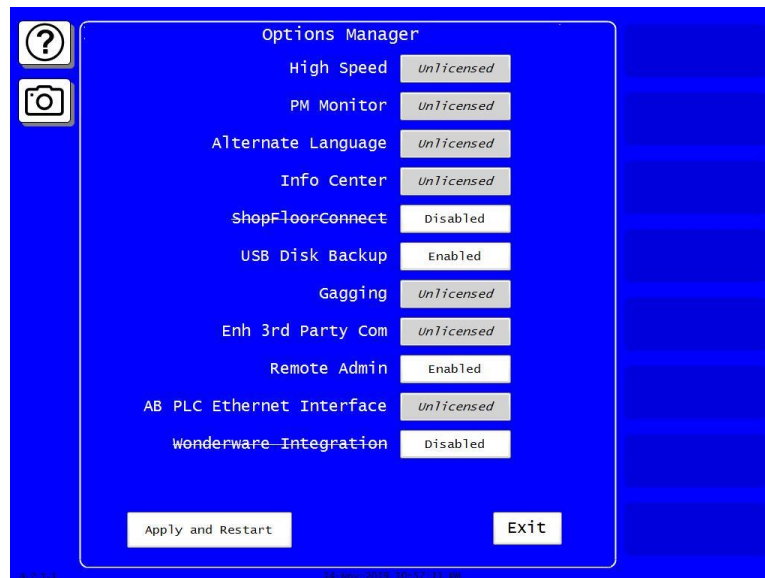 Options Manager
High Speed Unlicensed
PM Monitor Unlicensed
Alternate Language Unlicensed
Info Center Unlicensed
ShopFloorConnect Disabled
USB Disk Backup Enabled
Gagging Unlicensed
Enh 3rd Party Com Unlicensed
Remote Admin Enabled
AB PLC Ethernet Interface Unlicensed
Wonderware Integration Disabled
Apply and Restart Exit